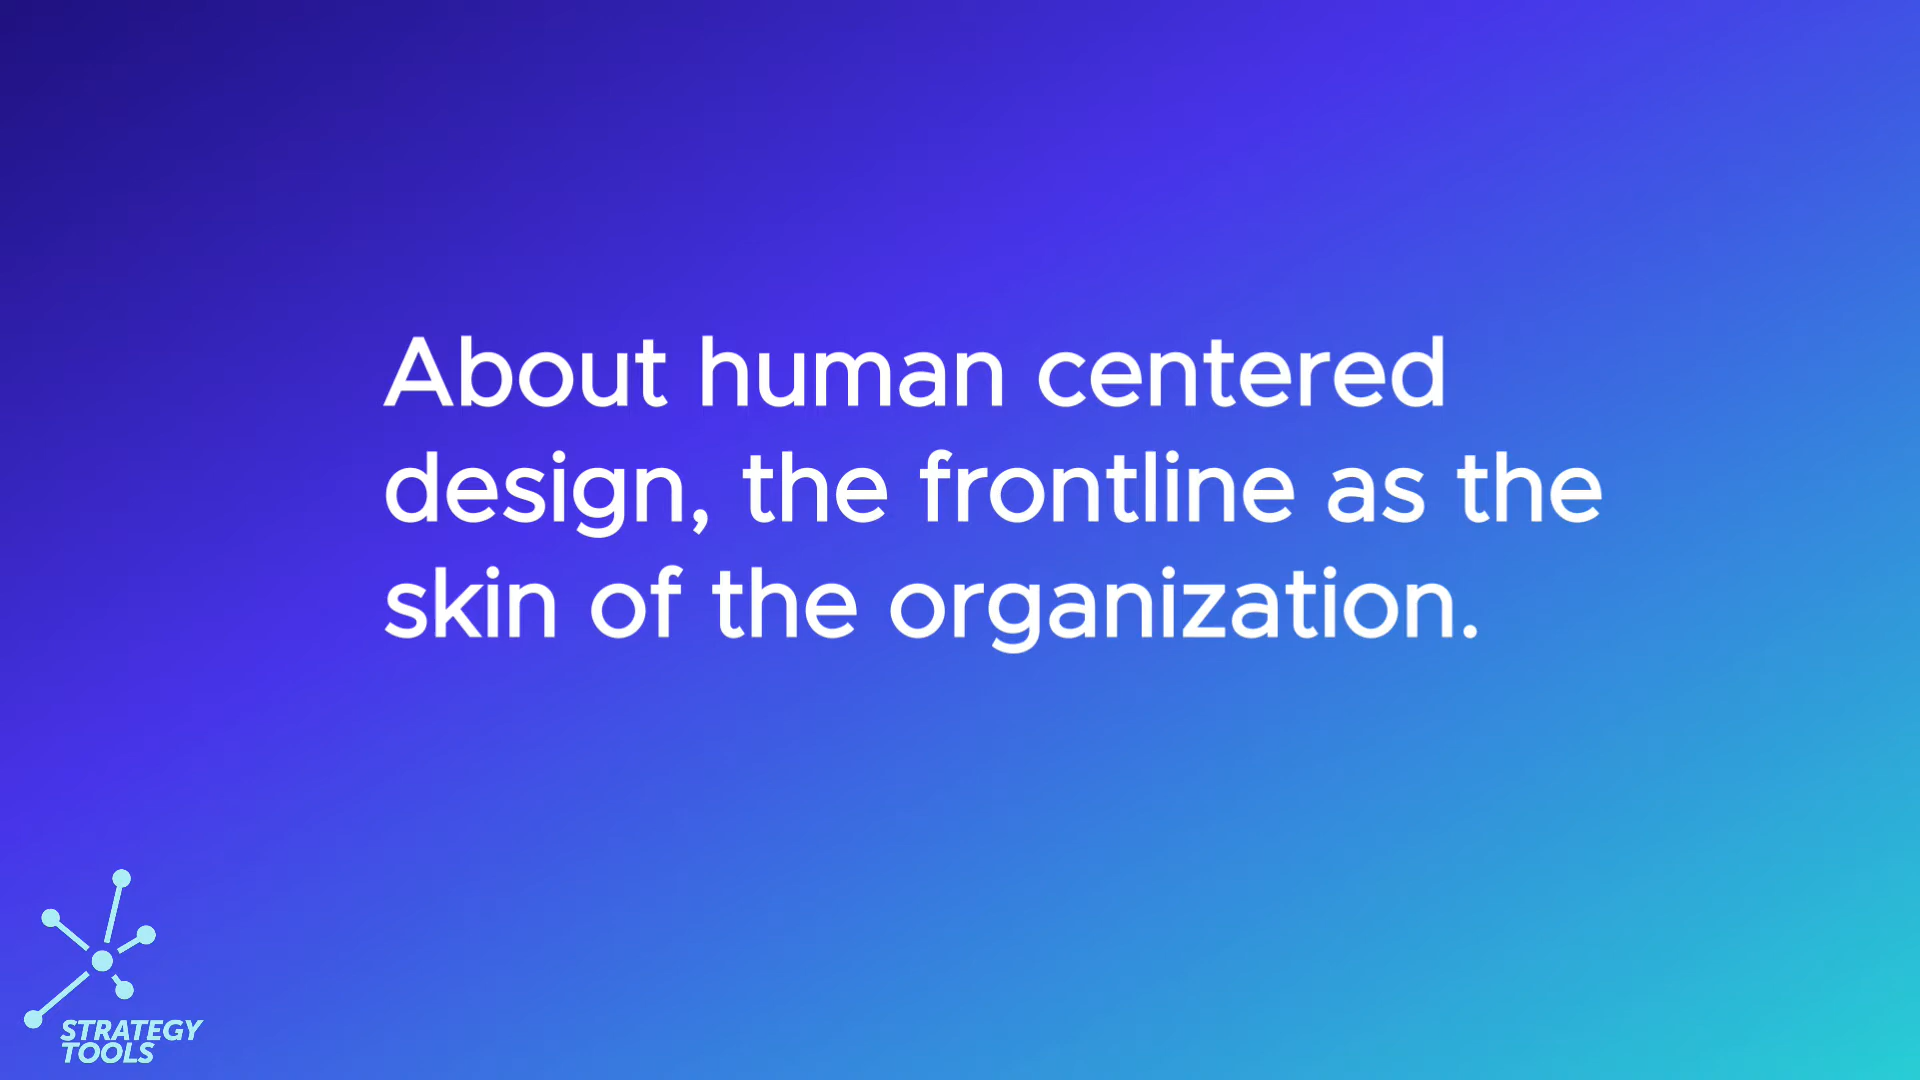 About human centered
design, the frontline as the
skin of the organization.
STRATEGY
TOOLS